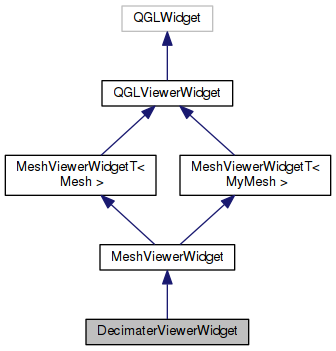 QGLWidget
QGLViewerWidget
MeshViewerWidgetT<
Mesh >
MeshViewerWidgetT<
MyMesh >
MeshViewerWidget
DecimaterViewerWidget